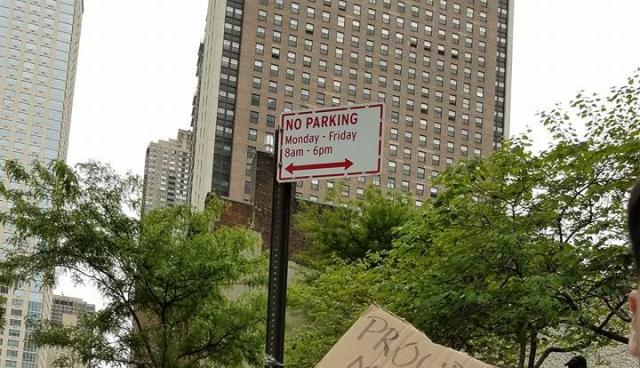 NO PARKING
Monday - Friday
8am - 6pm